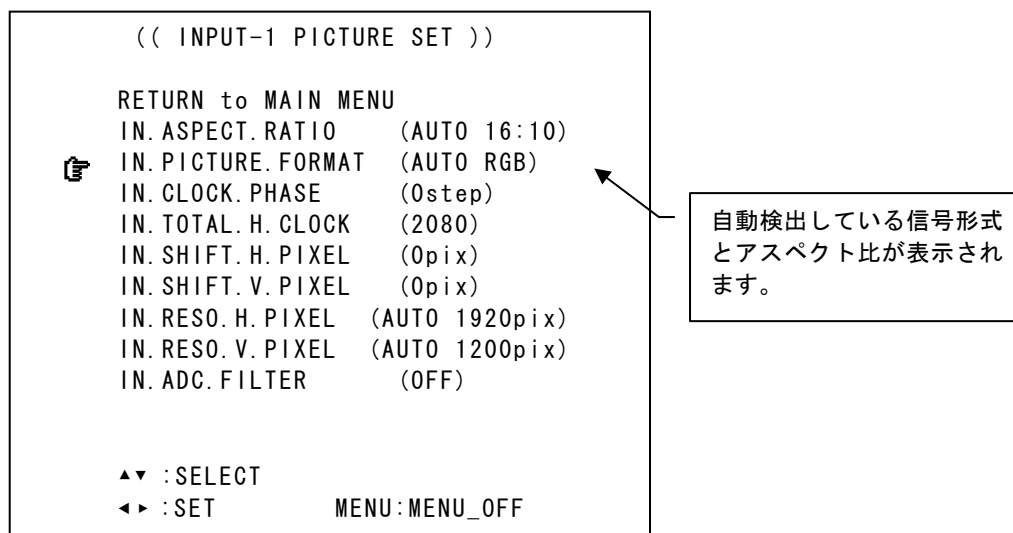 (( INPUT-1 PICTURE SET ))
RETURN to MAIN MENU
IN.ASPECT.RATIO (AUTO 16:10)
IN.PICTURE.FORMAT (AUTO RGB)
IN.CLOCK.PHASE (0step)
IN.TOTAL.H.CLOCK (2080)
IN.SHIFT.H.PIXEL (0pix)
IN.SHIFT.V.PIXEL (0pix)
IN.RESO.H.PIXEL (AUTO 1920pix)
IN.RESO.V.PIXEL (AUTO 1200pix)
IN.ADC.FILTER (OFF)
▲▼ :SELECT
◄► :SET MENU:MENU_OFF
自動検出している信号形式
とアスペクト比が表示され
ます。